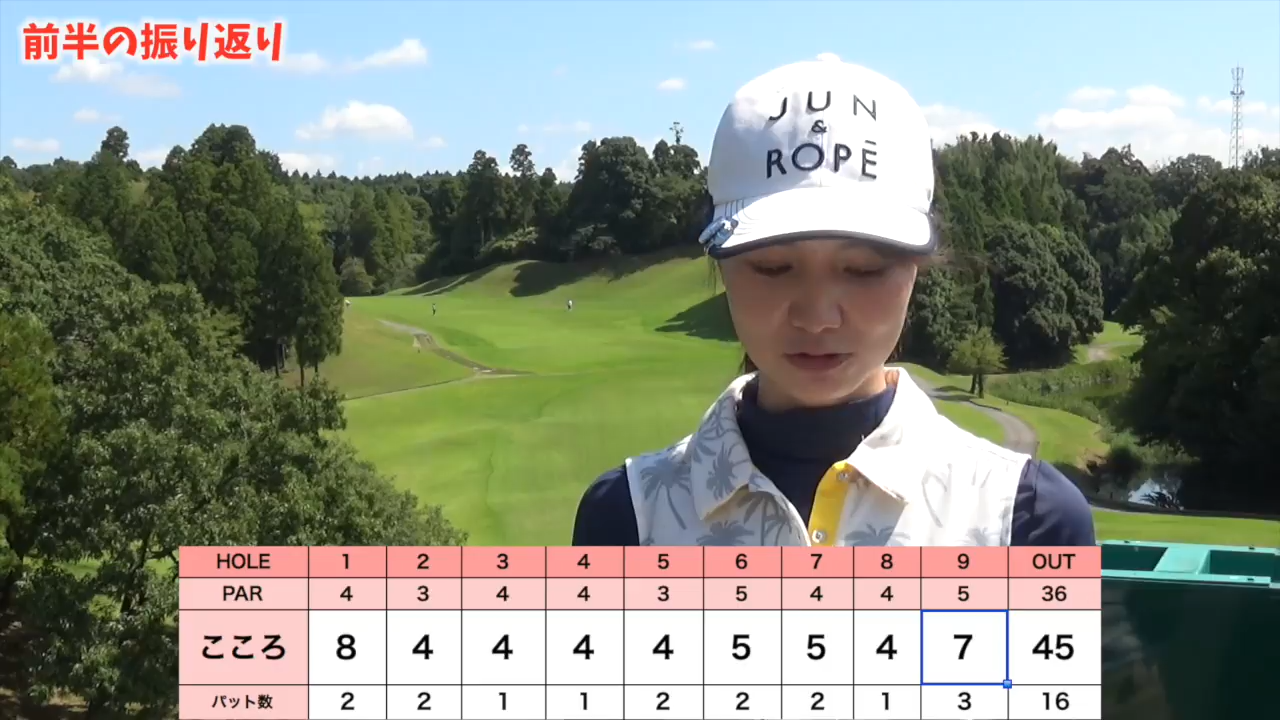 前半の振り返り
JUN
&
ROPÉ
HOLE 1 2 3 4 5 6 7 8 9 OUT
PAR 4 3 4 4 3 5 4 4 5 36
こころ 8 4 4 4 4 5 5 4 7 45
パット数 2 2 1 1 2 2 2 1 3 16